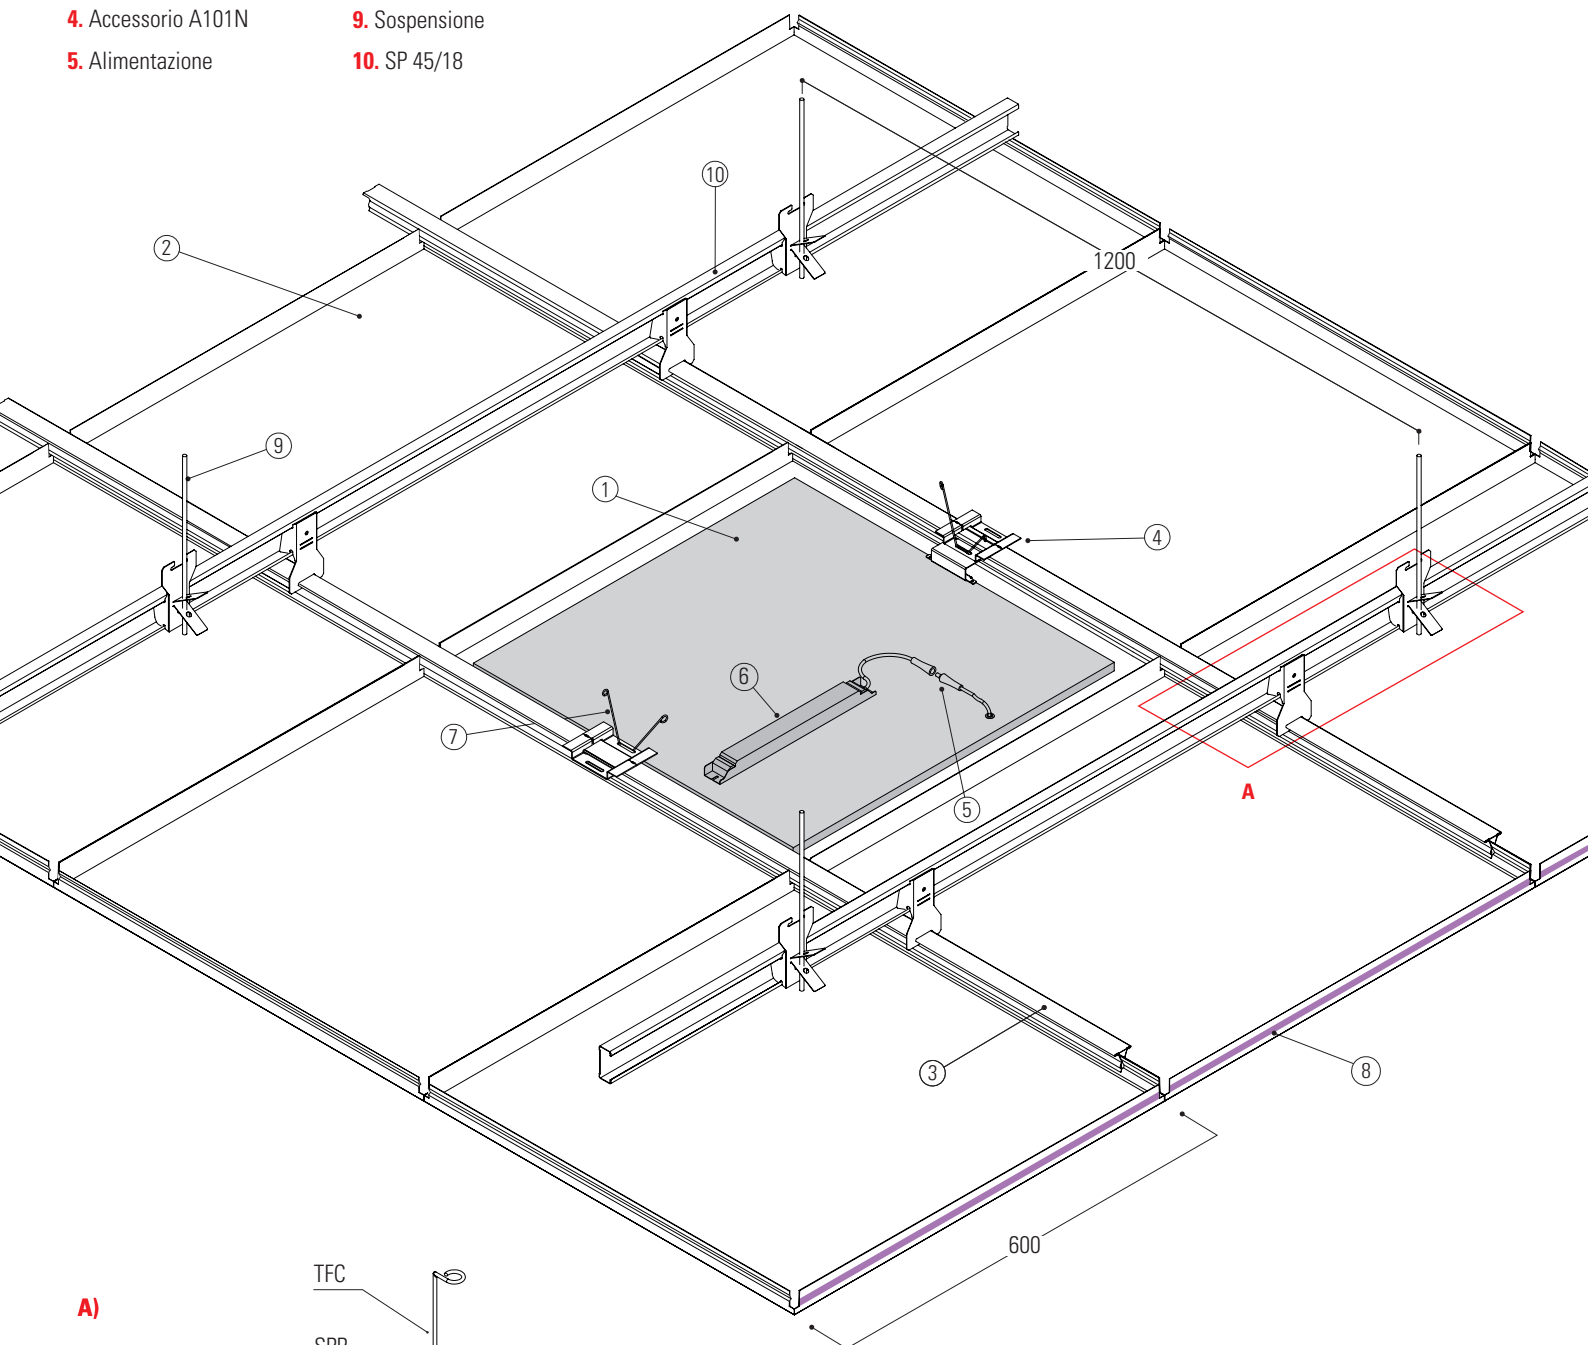 4. Accessorio A101N
9. Sospensione
5. Alimentazione
10. SP 45/18
10
2
1200
9
1
4
6
7
5
A
3
8
600
TFC
A)